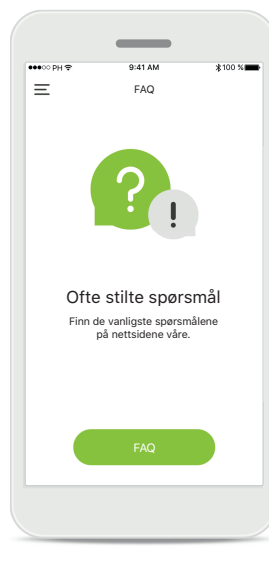 ●●●○○ PH 9:41 AM 100 %
FAQ
?
!
Ofte stilte spørsmål
Finn de vanligste spørsmålene
på nettsidene våre.
FAQ